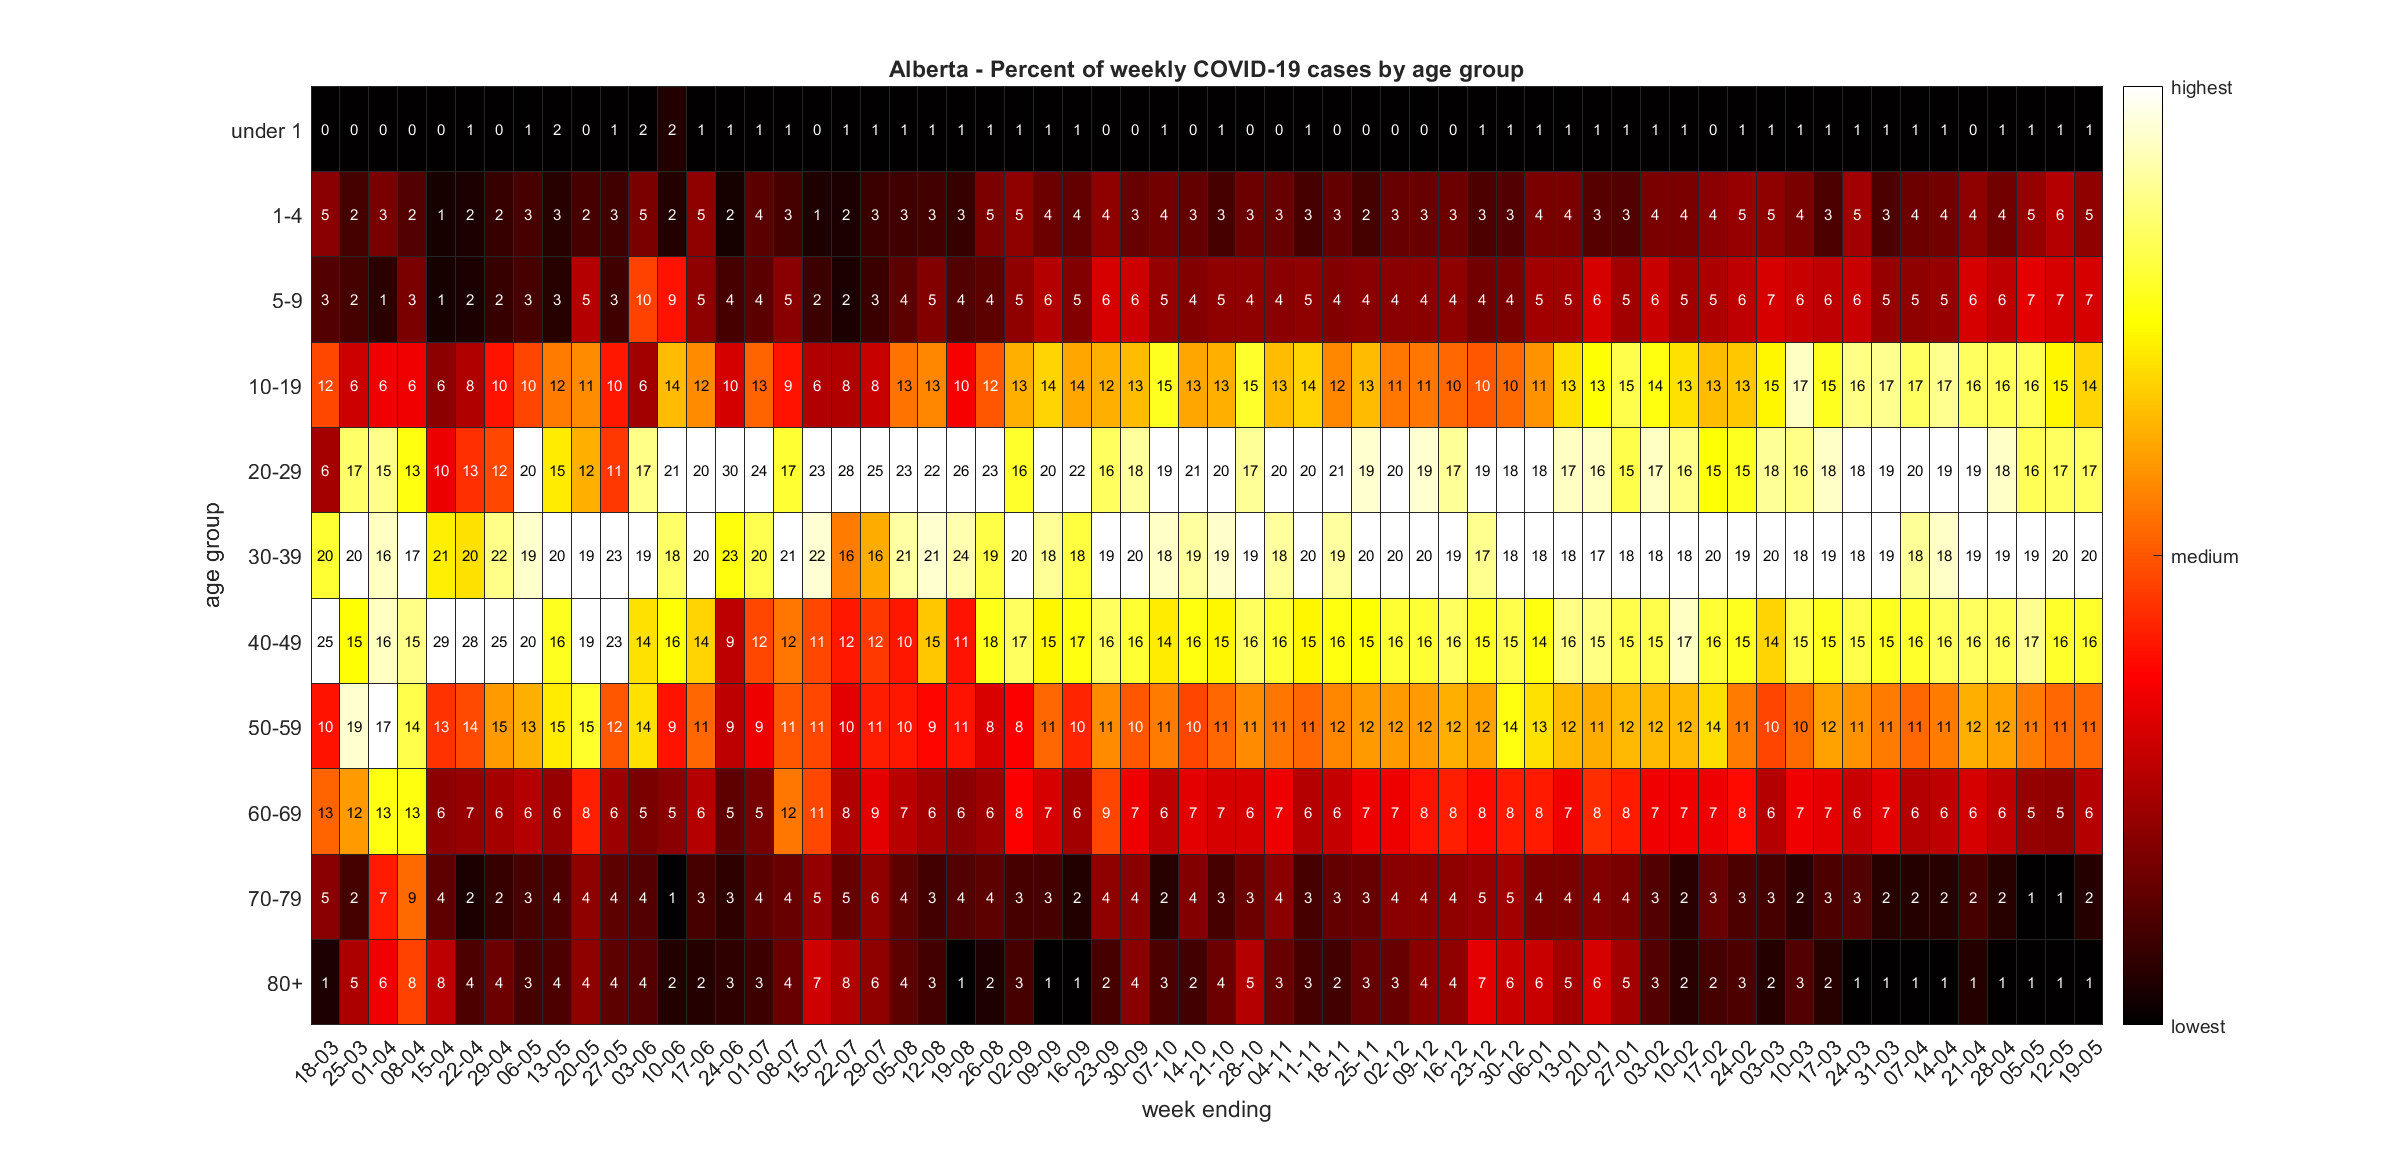 Alberta - Percent of weekly COVID-19 cases by age group
highest
under 1 0 0 0 0 0 1 0 1 2 0 1 2 2 1 1 1 1 0 1 1 1 1 1 1 1 1 1 0 0 1 0 1 0 0 1 0 0 0 0 0 1 1 1 1 1 1 1 1 0 1 1 1 1 1 1 1 1 0 1 1 1 1
1-4 5 2 3 2 1 2 2 3 3 2 3 5 2 5 2 4 3 1 2 3 3 3 3 5 5 4 4 4 3 4 3 3 3 3 3 3 2 3 3 3 3 3 4 4 3 3 4 4 4 5 5 4 3 5 3 4 4 4 4 5 6 5
5-9 3 2 1 3 1 2 2 3 3 5 3 10 9 5 4 4 5 2 2 3 4 5 4 4 5 6 5 6 6 5 4 5 4 4 5 4 4 4 4 4 4 4 5 5 6 5 6 5 5 6 7 6 6 6 5 5 5 6 6 7 7 7
10-19 12 6 6 6 6 8 10 10 12 11 10 6 14 12 10 13 9 6 8 8 13 13 10 12 13 14 14 12 13 15 13 13 15 13 14 12 13 11 11 10 10 10 11 13 13 15 14 13 13 13 15 17 15 16 17 17 17 16 16 16 15 14
20-29 6 17 15 13 10 13 12 20 15 12 11 17 21 20 30 24 17 23 28 25 23 22 26 23 16 20 22 16 18 19 21 20 17 20 20 21 19 20 19 17 19 18 18 17 16 15 17 16 15 15 18 16 18 18 19 20 19 19 18 16 17 17
30-39 20 20 16 17 21 20 22 19 20 19 23 19 18 20 23 20 21 22 16 16 21 21 24 19 20 18 18 19 20 18 19 19 19 18 20 19 20 20 20 19 17 18 18 18 17 18 18 18 20 19 20 18 19 18 19 18 18 19 19 19 20 20
medium
40-49 25 15 16 15 29 28 25 20 16 19 23 14 16 14 9 12 12 11 12 12 10 15 11 18 17 15 17 16 16 14 16 15 16 16 15 16 15 16 16 16 15 15 14 16 15 15 15 17 16 15 14 15 15 15 15 16 16 16 16 17 16 16
50-59 10 19 17 14 13 14 15 13 15 15 12 14 9 11 9 9 11 11 10 11 10 9 11 8 8 11 10 11 10 11 10 11 11 11 11 12 12 12 12 12 12 14 13 12 11 12 12 12 14 11 10 10 12 11 11 11 11 12 12 11 11 11
60-69 13 12 13 13 6 7 6 6 6 8 6 5 5 6 5 5 12 11 8 9 7 6 6 6 8 7 6 9 7 6 7 7 6 7 6 6 7 7 8 8 8 8 8 7 8 8 7 7 7 8 6 7 7 6 7 6 6 6 6 5 5 6
70-79 5 2 7 9 4 2 2 3 4 4 4 4 1 3 3 4 4 5 5 6 4 3 4 4 3 3 2 4 4 2 4 3 3 4 3 3 3 4 4 4 5 5 4 4 4 4 3 2 3 3 3 2 3 3 2 2 2 2 2 1 1 2
80+ 1 5 6 8 8 4 4 3 4 4 4 4 2 2 3 3 4 7 8 6 4 3 1 2 3 1 1 2 4 3 2 4 5 3 3 2 3 3 4 4 7 6 6 5 6 5 3 2 2 3 2 3 2 1 1 1 1 1 1 1 1 1
lowest
age group
18-03 25-03 01-04 08-04 15-04 22-04 29-04 06-05 13-05 20-05 27-05 03-06 10-06 17-06 24-06 01-07 08-07 15-07 22-07 29-07 05-08 12-08 19-08 26-08 02-09 09-09 16-09 23-09 30-09 07-10 14-10 21-10 28-10 04-11 11-11 18-11 25-11 02-12 09-12 16-12 23-12 30-12 06-01 13-01 20-01 27-01 03-02 10-02 17-02 24-02 03-03 10-03 17-03 24-03 31-03 07-04 14-04 21-04 28-04 05-05 12-05 19-05
week ending